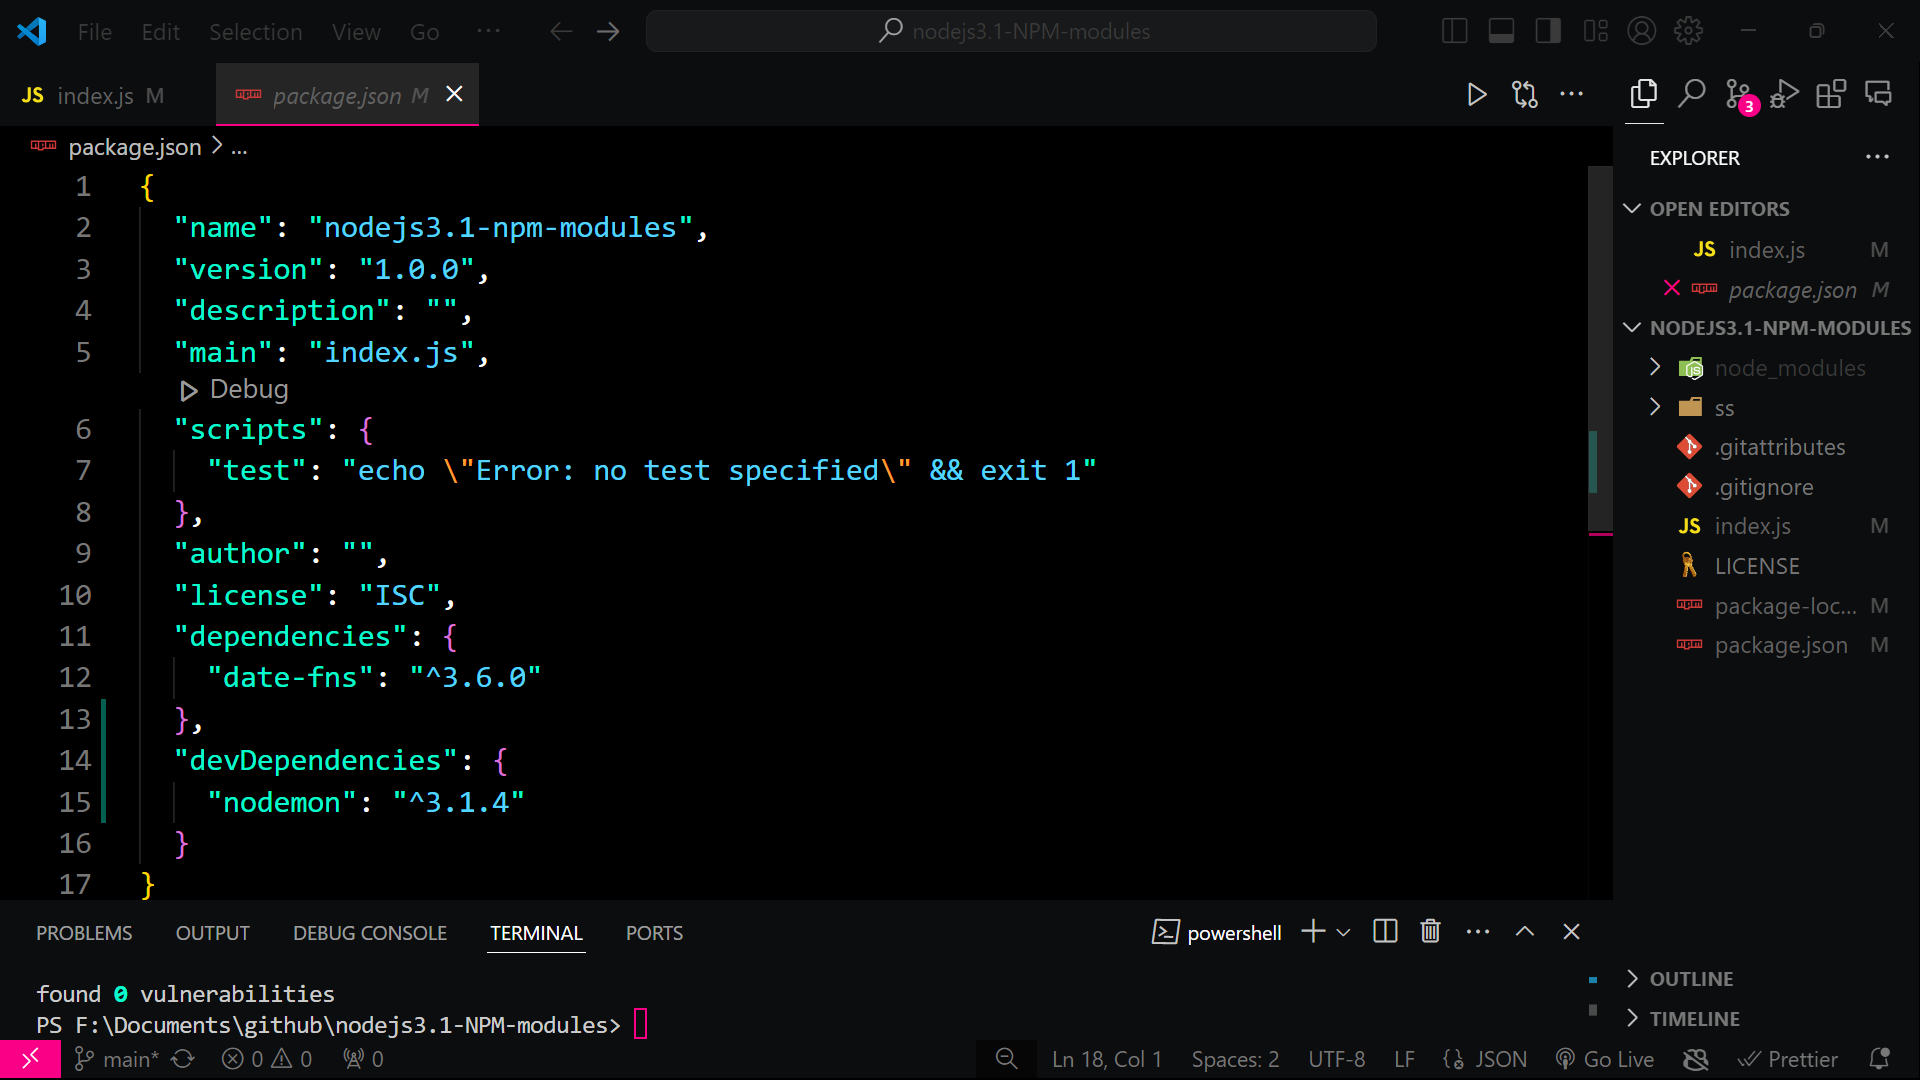 File Edit Selection View Go ··· nodejs3.1-NPM-modules
JS index.js M package.json M
3
package.json > ...
1 {
2 "name": "nodejs3.1-npm-modules",
3 "version": "1.0.0",
4 "description": "",
5 "main": "index.js",
Debug
6 "scripts": {
7 "test": "echo \"Error: no test specified\" && exit 1"
8 },
9 "author": "",
10 "license": "ISC",
11 "dependencies": {
12 "date-fns": "^3.6.0"
13 },
14 "devDependencies": {
15 "nodemon": "^3.1.4"
16 }
17 }
EXPLORER
OPEN EDITORS
JS index.js M
package.json M
NODEJS3.1-NPM-MODULES
node_modules
ss
.gitattributes
.gitignore
JS index.js M
LICENSE
package-loc... M
package.json M
OUTLINE
TIMELINE
PROBLEMS OUTPUT DEBUG CONSOLE TERMINAL PORTS powershell
found 0 vulnerabilities
PS F:\Documents\github\nodejs3.1-NPM-modules>
main* 0 0 0 Ln 18, Col 1 Spaces: 2 UTF-8 LF JSON Go Live Prettier